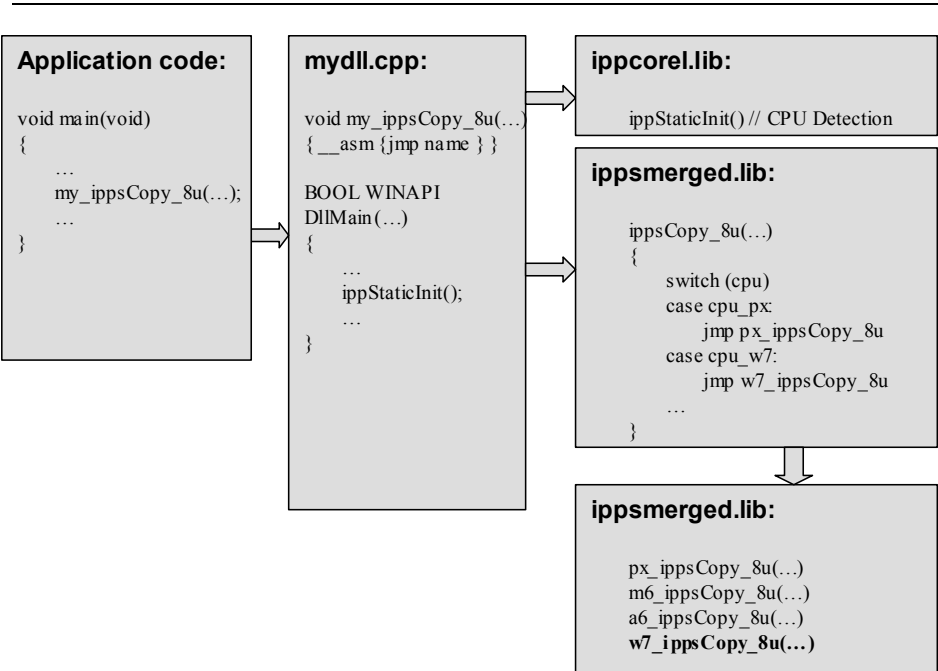 Application code:
void main(void)
{
…
my_ippsCopy_8u(…);
…
}
mydll.cpp:
void my_ippsCopy_8u(…)
{ __asm {jmp name } }
BOOL WINAPI
DllMain(…)
{
…
ippStaticInit();
…
}
ippcorel.lib:
ippStaticInit() // CPU Detection
ippsmerged.lib:
ippsCopy_8u(…)
{
switch (cpu)
case cpu_px:
jmp px_ippsCopy_8u
case cpu_w7:
jmp w7_ippsCopy_8u
…
}
ippsmerged.lib:
px_ippsCopy_8u(…)
m6_ippsCopy_8u(…)
a6_ippsCopy_8u(…)
w7_ippsCopy_8u(…)